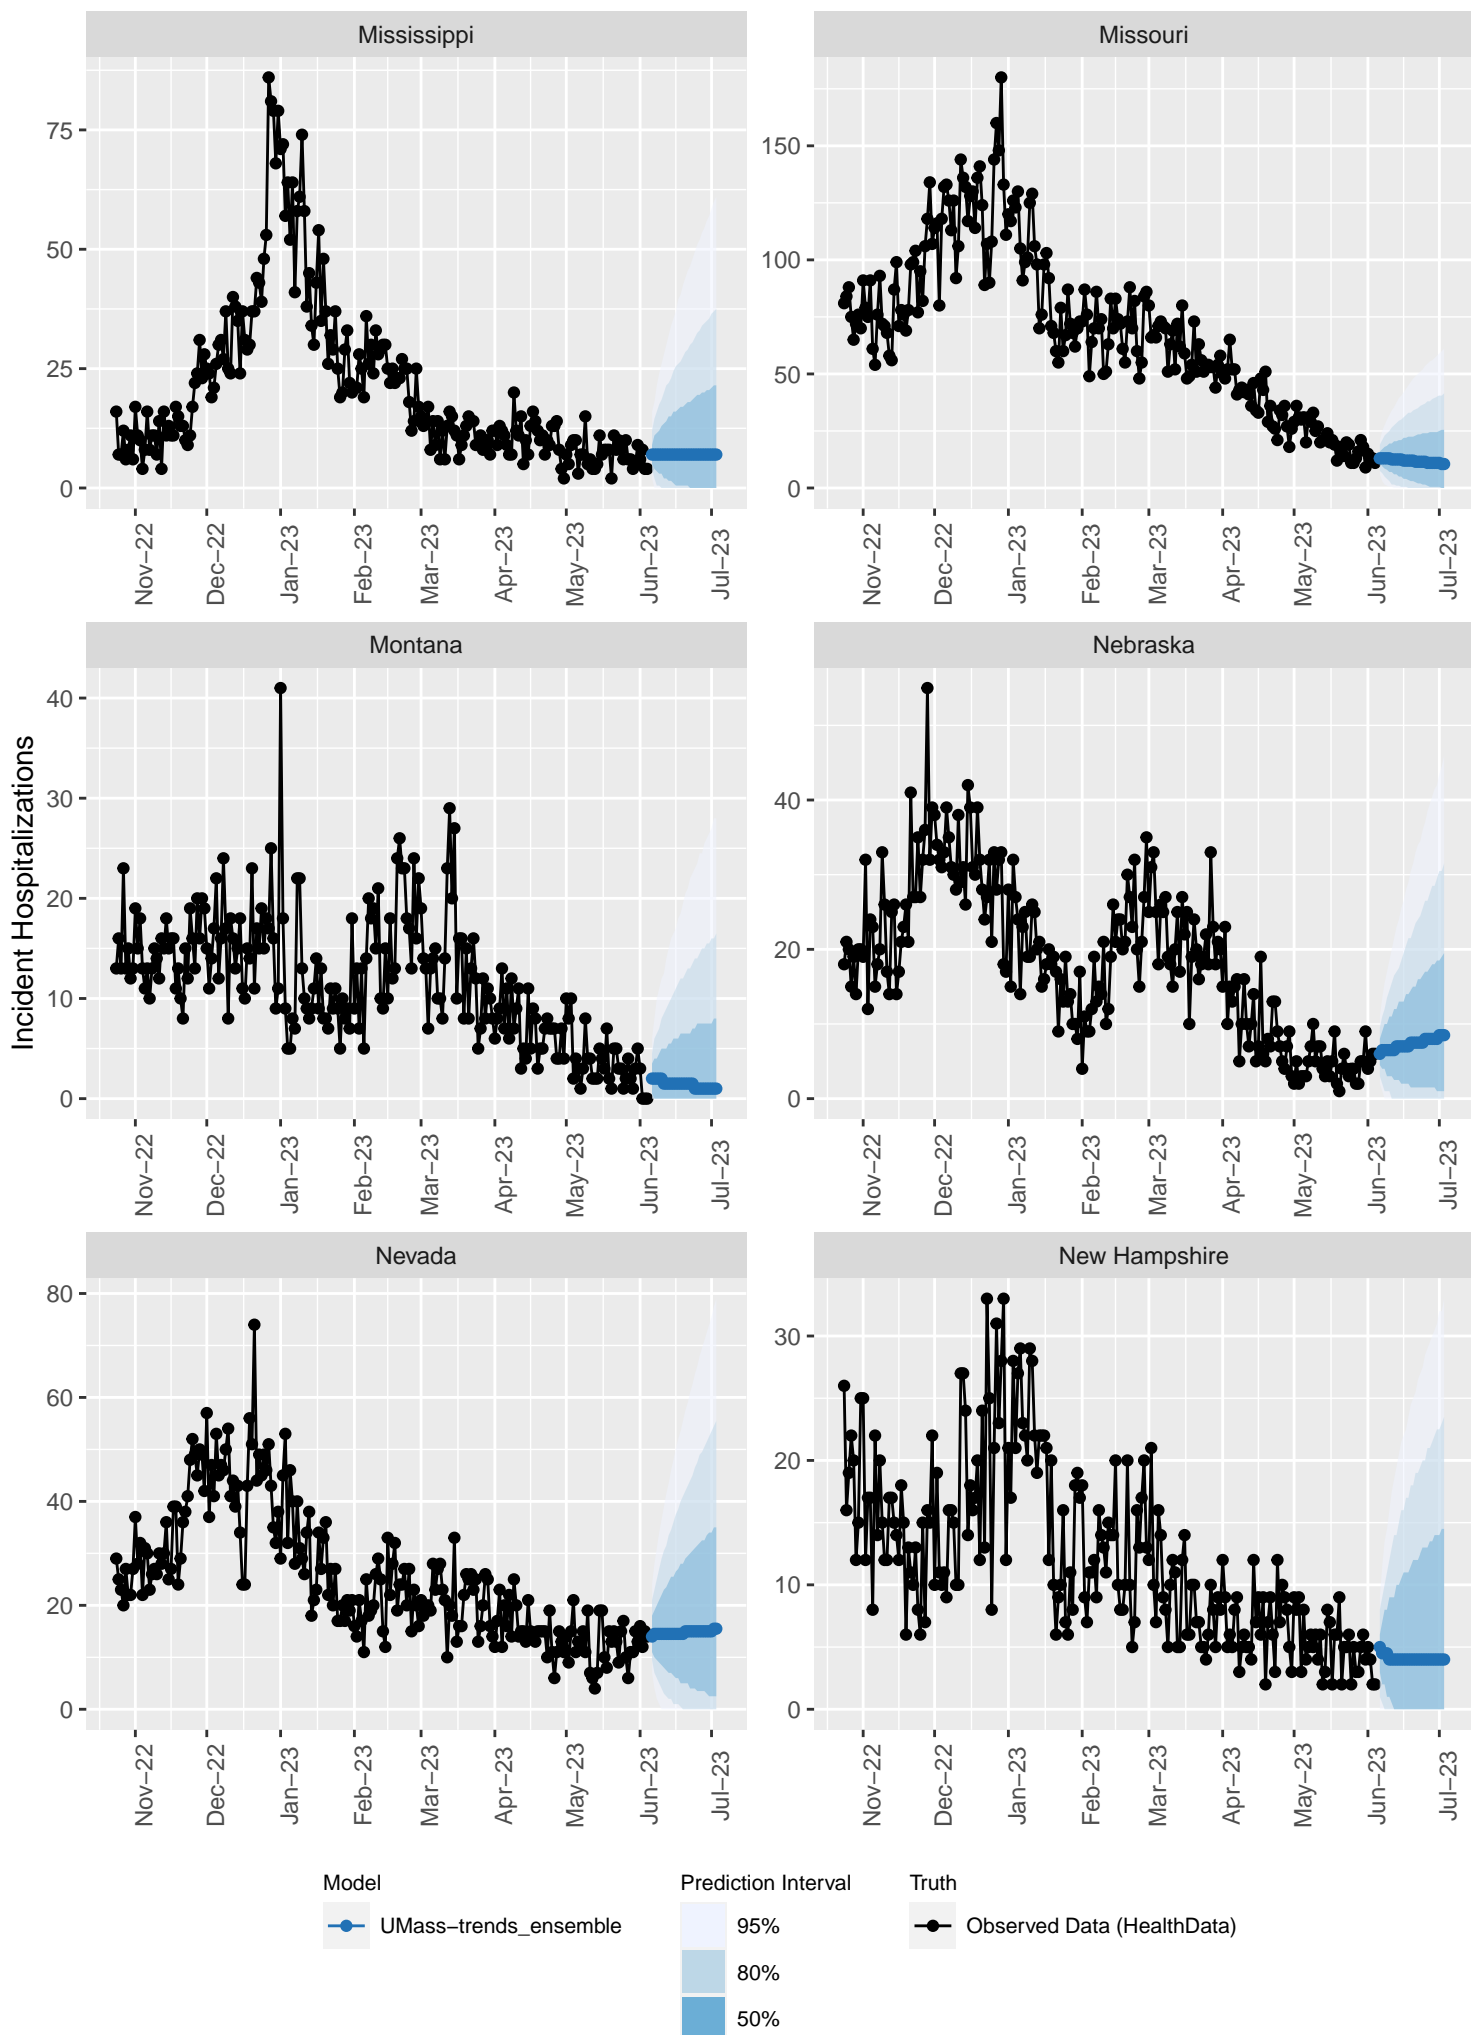 Mississippi
Missouri
75
50
25
0
150
100
50
0
Nov−22
Dec−22
Jan−23
Feb−23
Mar−23
Apr−23
May−23
Jun−23
Jul−23
Nov−22
Dec−22
Jan−23
Feb−23
Mar−23
Apr−23
May−23
Jun−23
Jul−23
Incident Hospitalizations
Montana
Nebraska
40
30
20
10
0
40
20
0
Nov−22
Dec−22
Jan−23
Feb−23
Mar−23
Apr−23
May−23
Jun−23
Jul−23
Nov−22
Dec−22
Jan−23
Feb−23
Mar−23
Apr−23
May−23
Jun−23
Jul−23
Nevada
New Hampshire
80
60
40
20
0
30
20
10
0
Nov−22
Dec−22
Jan−23
Feb−23
Mar−23
Apr−23
May−23
Jun−23
Jul−23
Nov−22
Dec−22
Jan−23
Feb−23
Mar−23
Apr−23
May−23
Jun−23
Jul−23
Model
UMass−trends_ensemble
Prediction Interval
95%
80%
50%
Truth
Observed Data (HealthData)